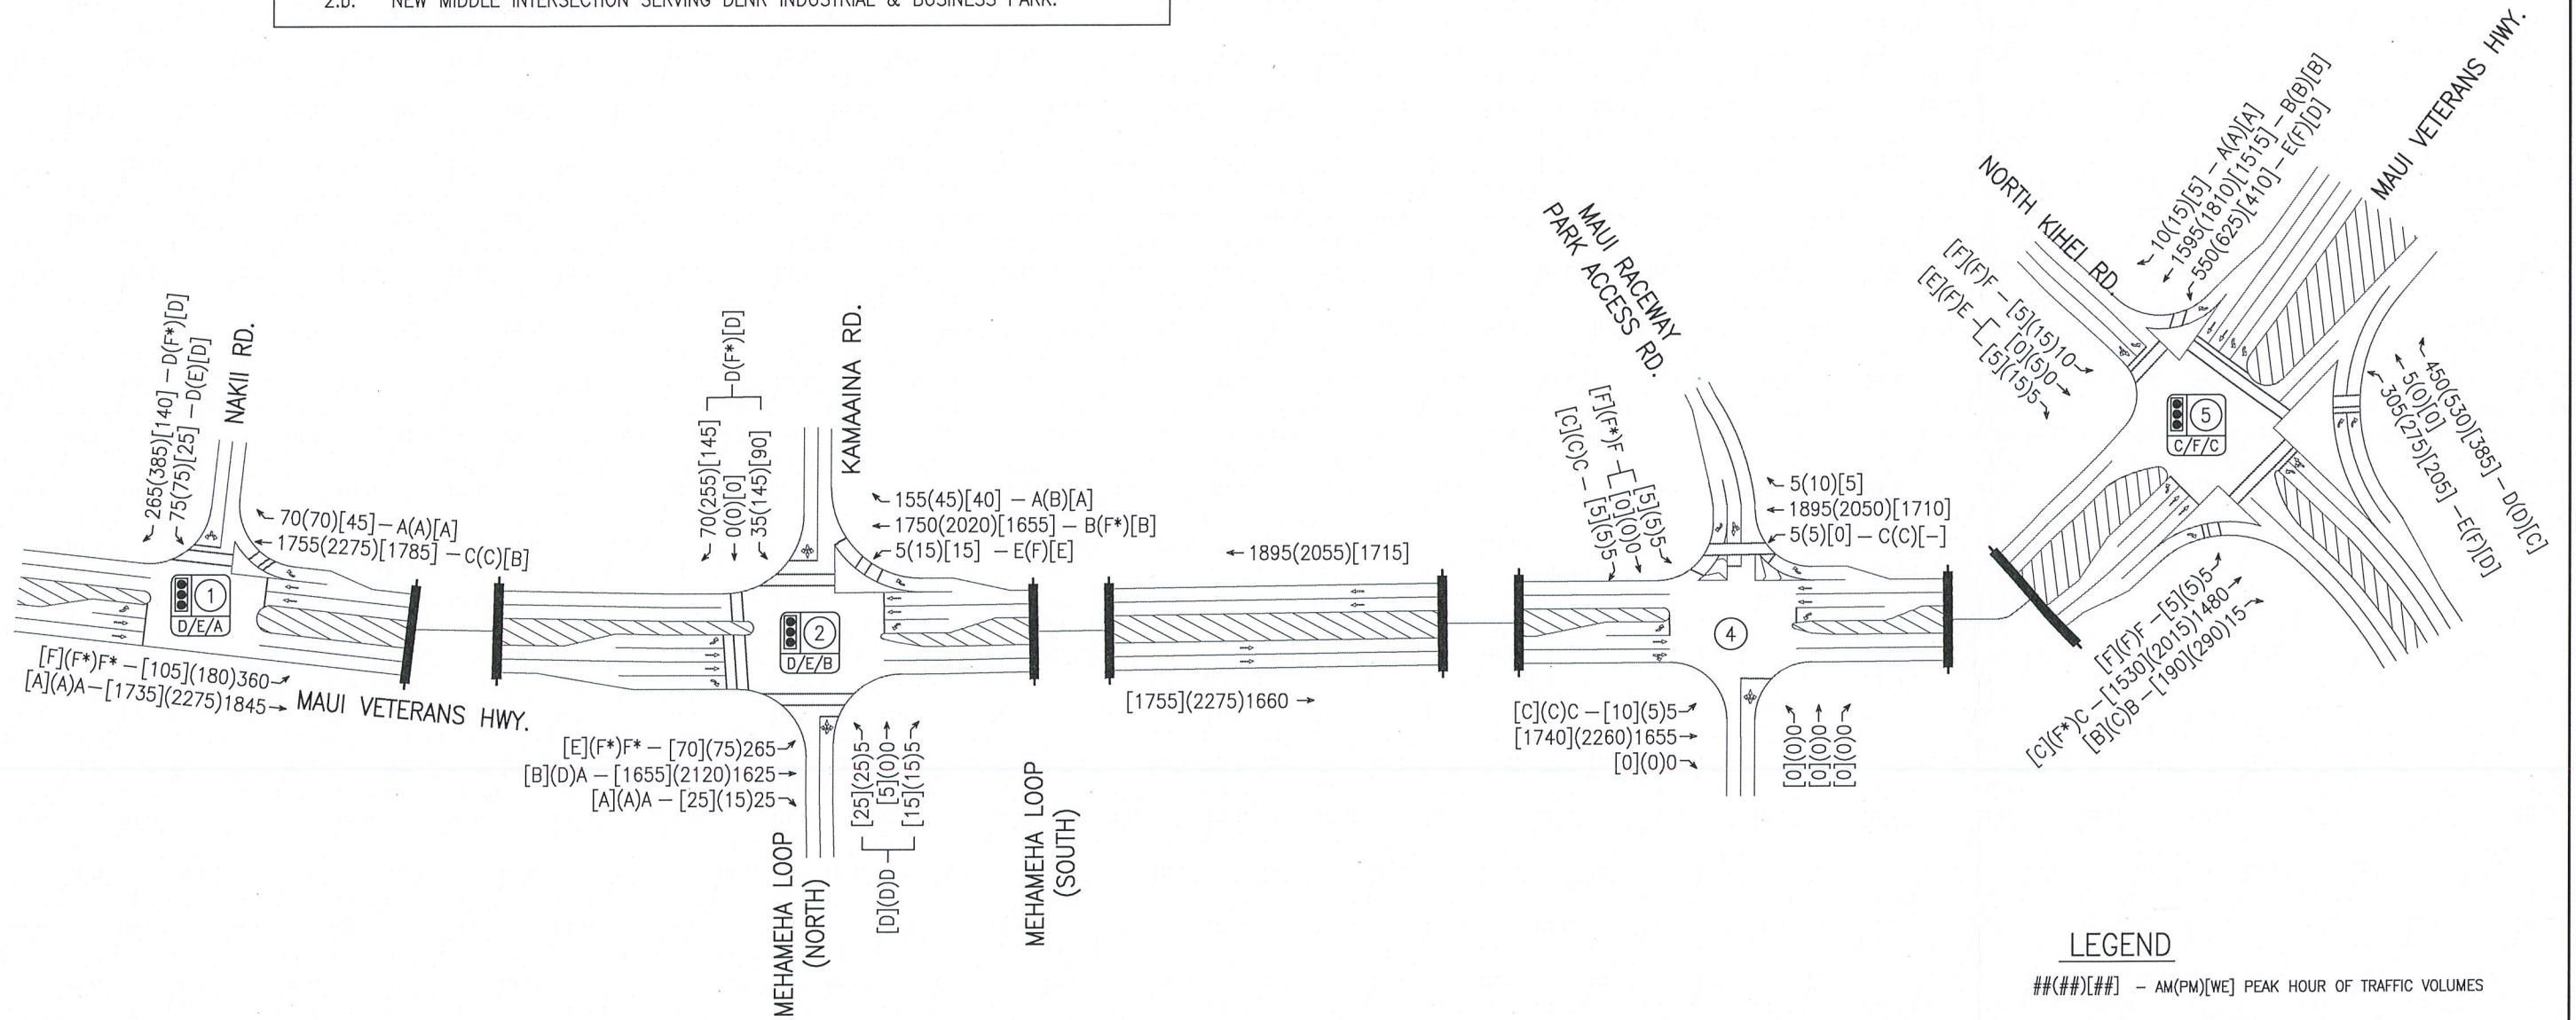 2.b. NEW MIDDLE INTERSECTION SERVING DLNR INDUSTRIAL & BUSINESS PARK.
265(385)[140] – D(F*)[D]
75(75)[25] – D(E)[D]
NAKII RD.
70(70)[45]– A(A)[A]
1755(2275)[1785] – C(C)[B]
1
D/E/A
[F](F*)F* – [105](180)360
[A](A)A–[1735](2275)1845
MAUI VETERANS HWY.
D(F*)[D]
70(255)[145]
0(0)[0]
35(145)[90]
KAMAAINA RD.
155(45)[40] – A(B)[A]
1750(2020)[1655] – B(F*)[B]
5(15)[15] – E(F)[E]
2
D/E/B
[E](F*)F* – [70](75)265
[B](D)A – [1655](2120)1625
[A](A)A – [25](15)25
[25](25)5
[5](0)0
[15](15)5
[D](D)D
MEHAMEHA LOOP
(NORTH)
MEHAMEHA LOOP
(SOUTH)
1895(2055)[1715]
[1755](2275)1660
MAUI RACEWAY
PARK ACCESS RD.
[F](F*)F
[5](5)5
[0](0)0
[C](C)C – [5](5)5
5(10)[5]
1895(2050)[1710]
5(5)[0] – C(C)[–]
4
[C](C)C – [10](5)5
[1740](2260)1655
[0](0)0
[0](0)0
[0](0)0
[0](0)0
NORTH KIHEI RD.
10(15)[5] – A(A)[A]
1595(1810)[1515] – B(B)[B]
550(625)[410] – E(F)[D]
MAUI VETERANS HWY.
[F](F)F – [5](15)10
[E](F)E
[0](5)0
[5](15)5
5
C/F/C
450(530)[385] – D(D)[C]
5(0)[0]
305(275)[205] –E(F)[D]
[F](F)F –[5](5)5
[C](F*)C –[1530](2015)1480
[B](C)B –[190](290)15
LEGEND
##(##)[##] – AM(PM)[WE] PEAK HOUR OF TRAFFIC VOLUMES